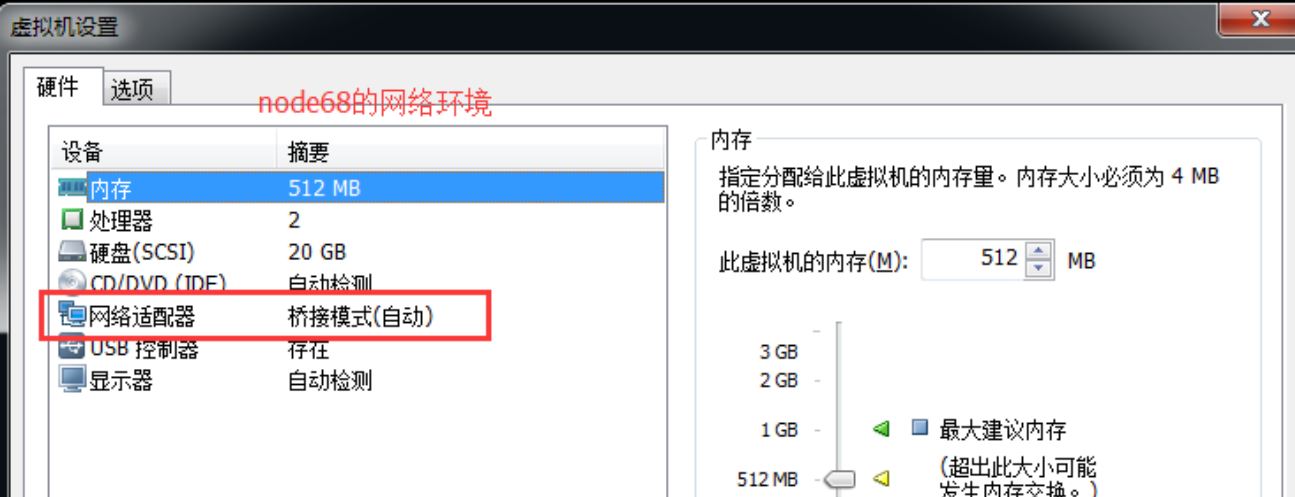 虚拟机设置
硬件
选项
node68的网络环境
设备 摘要
内存 512 MB
处理器 2
硬盘(SCSI) 20 GB
CD/DVD (IDE) 自动检测
网络适配器 桥接模式(自动)
USB 控制器 存在
显示器 自动检测
内存
指定分配给此虚拟机的内存量。内存大小必须为 4 MB
的倍数。
此虚拟机的内存(M): 512 MB
3 GB
2 GB
1 GB
最大建议内存
512 MB
(超出此大小可能
发生内存交换。)